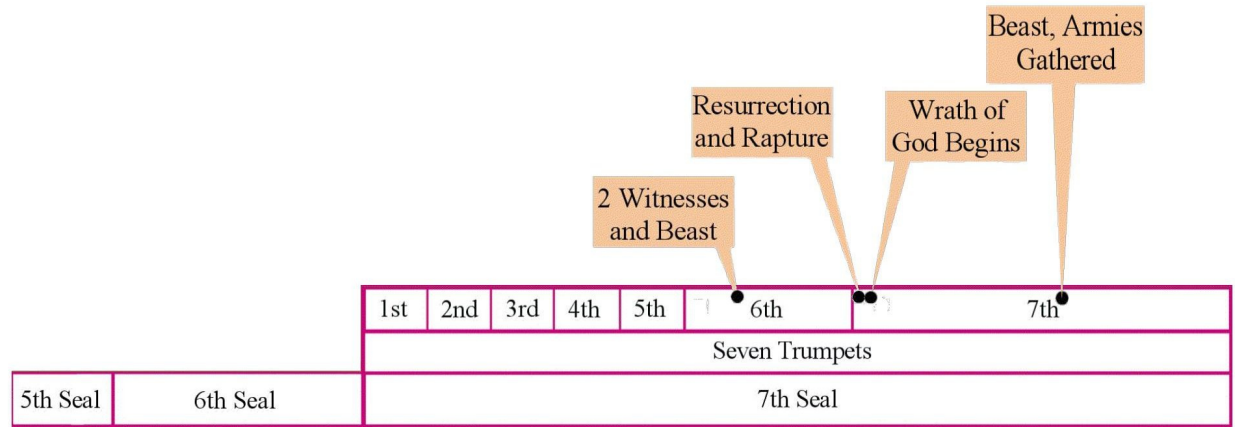 Beast, Armies
Gathered
Resurrection
and Rapture
Wrath of
God Begins
2 Witnesses
and Beast
1st
2nd
3rd
4th
5th
6th
7th
Seven Trumpets
5th Seal
6th Seal
7th Seal